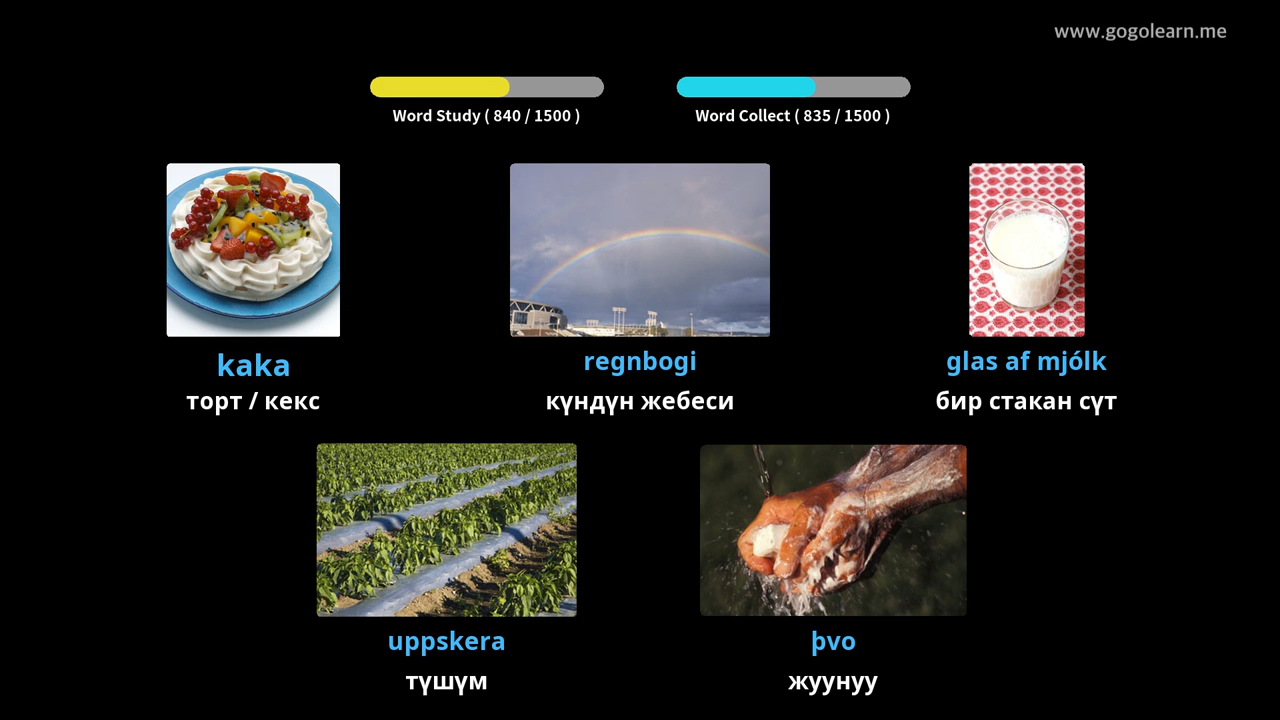 www.gogolearn.me
Word Study ( 840 / 1500 )
Word Collect ( 835 / 1500 )
kaka
торт / кекс
regnbogi
күндүн жебеси
glas af mjólk
бир стакан сүт
uppskera
түшүм
þvo
жуунуу